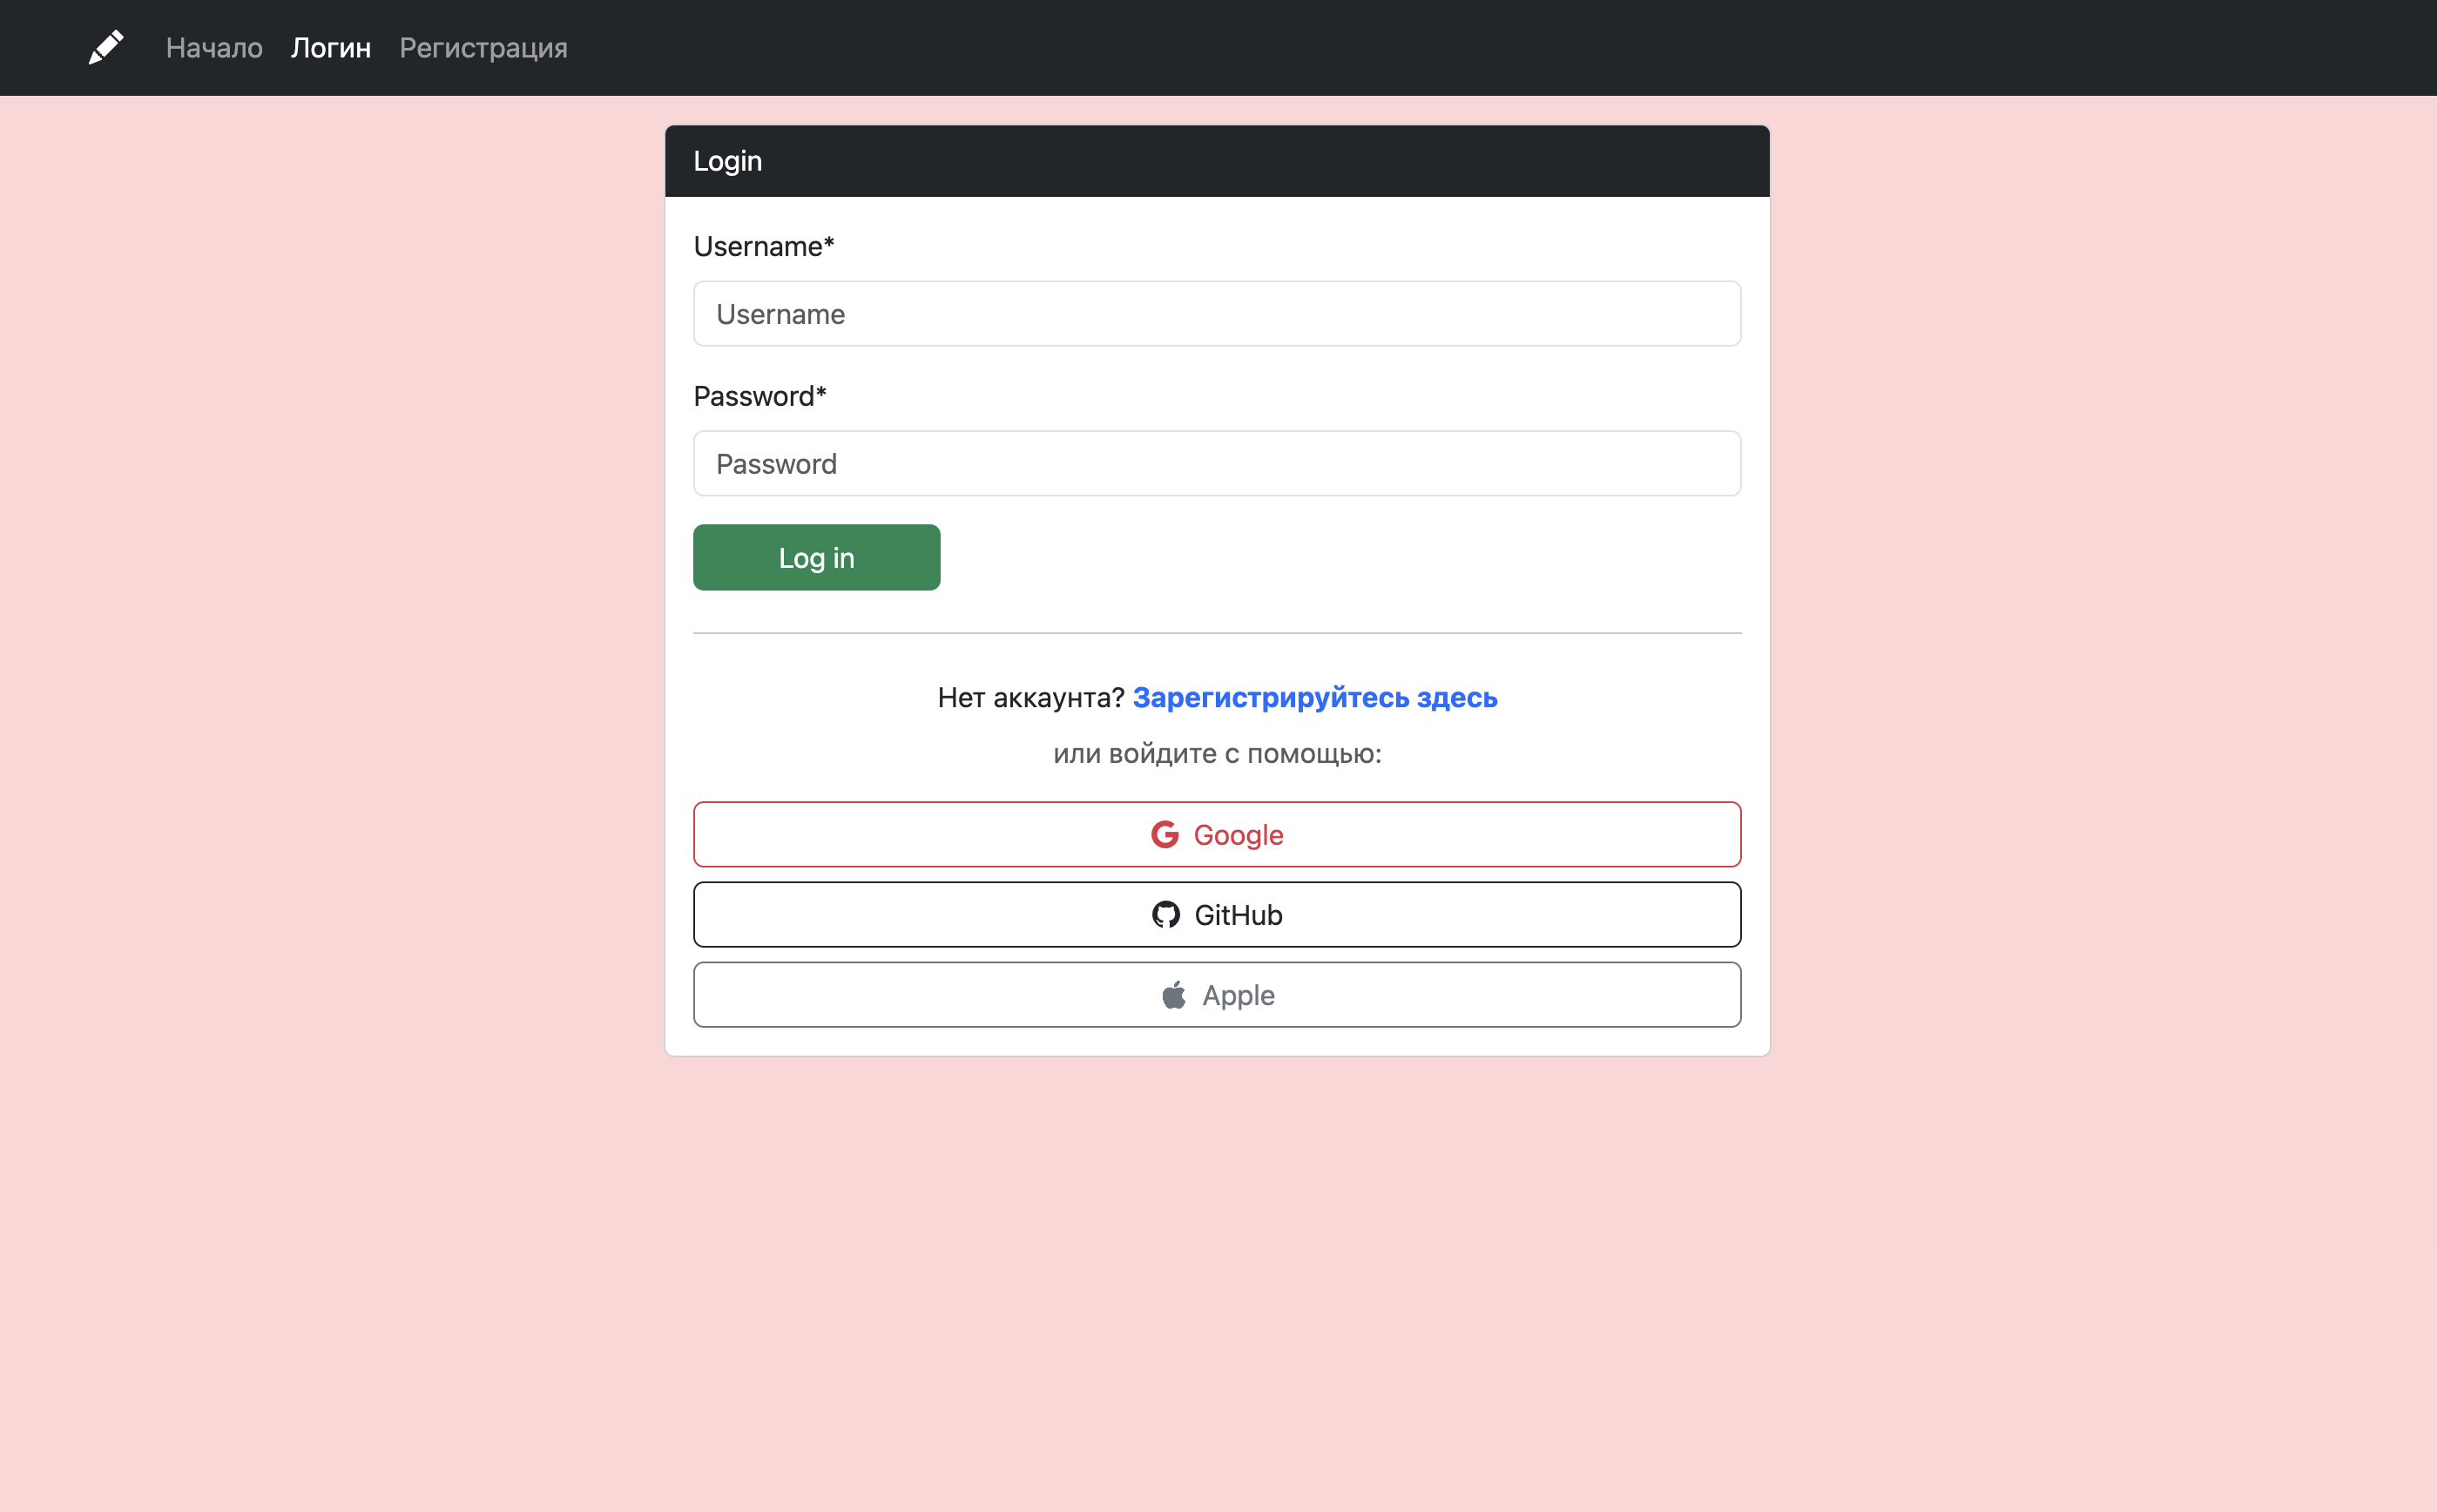 Начало Логин Регистрация
Login
Username*
Username
Password*
Password
Log in
Нет аккаунта? Зарегистрируйтесь здесь
или войдите с помощью:
Google
GitHub
Apple